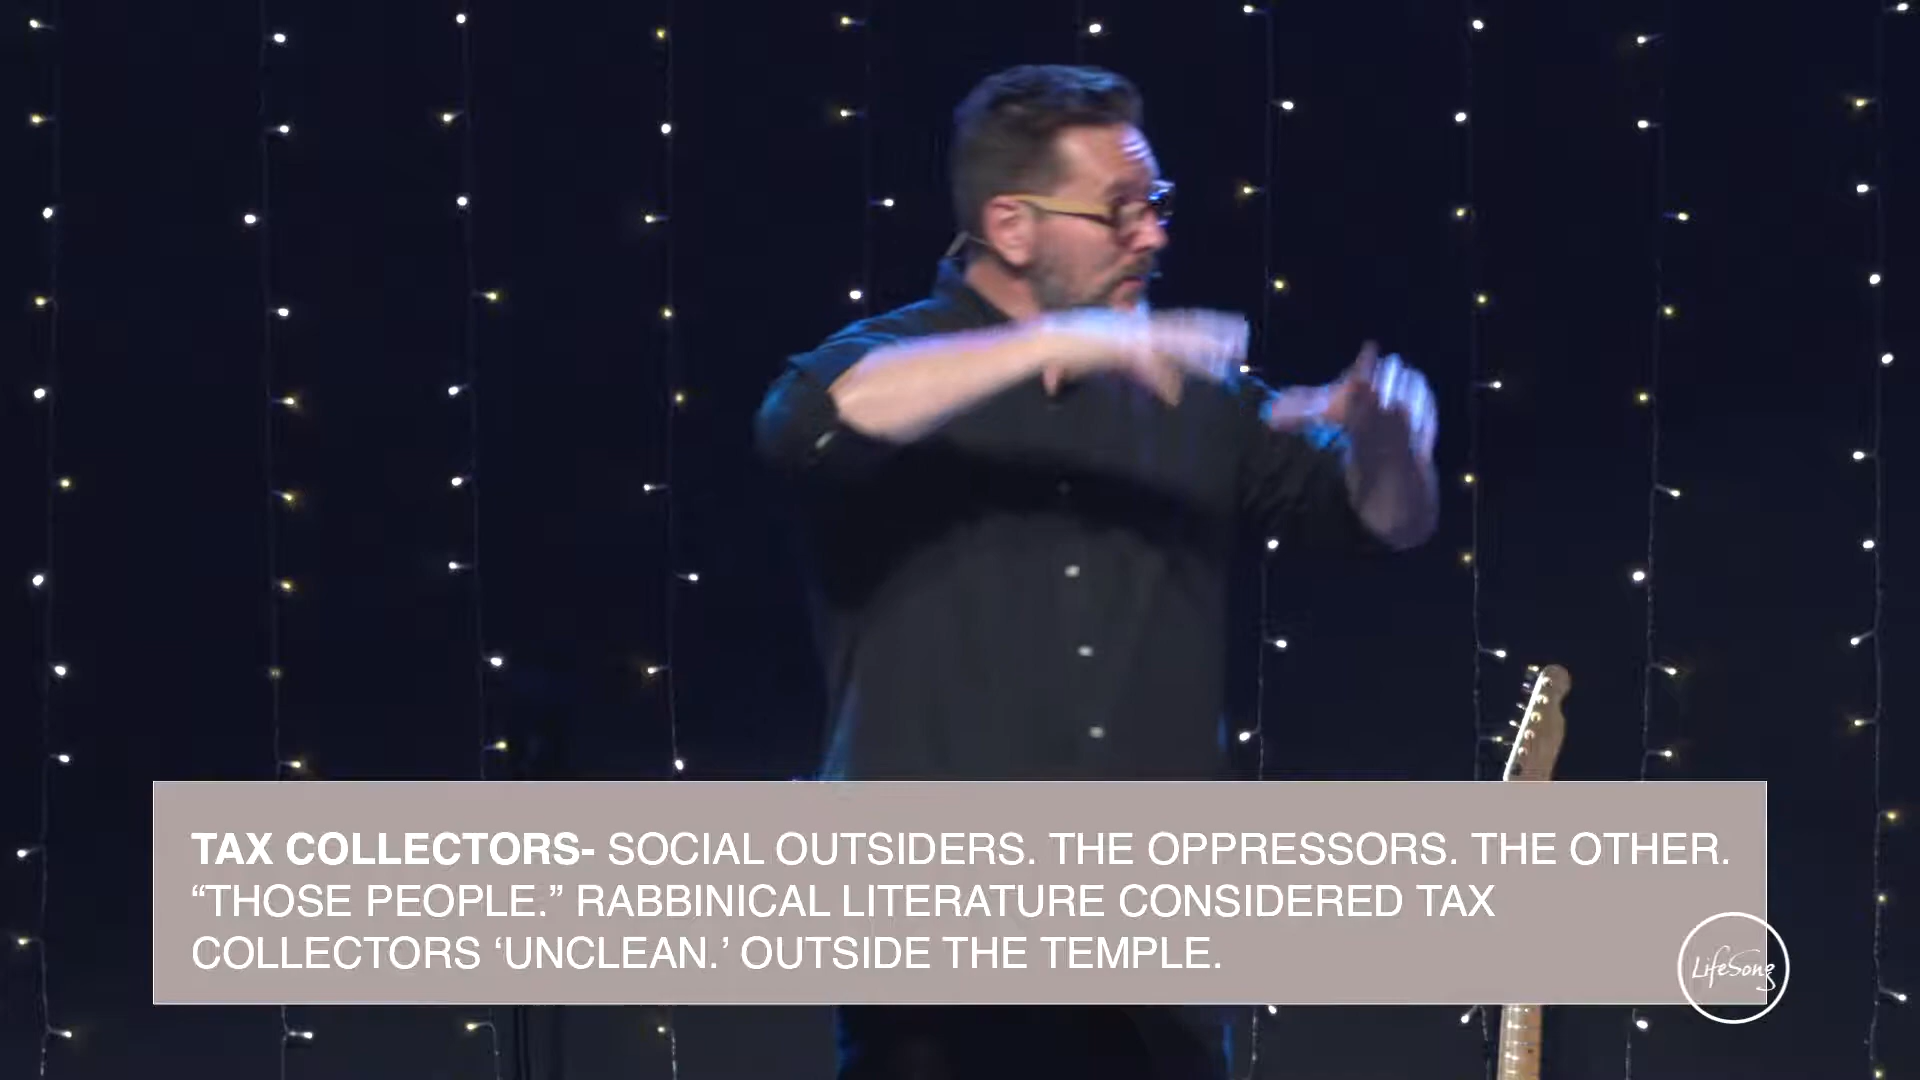 TAX COLLECTORS- SOCIAL OUTSIDERS. THE OPPRESSORS. THE OTHER.
“THOSE PEOPLE.” RABBINICAL LITERATURE CONSIDERED TAX
COLLECTORS ‘UNCLEAN.’ OUTSIDE THE TEMPLE.
LifeSong